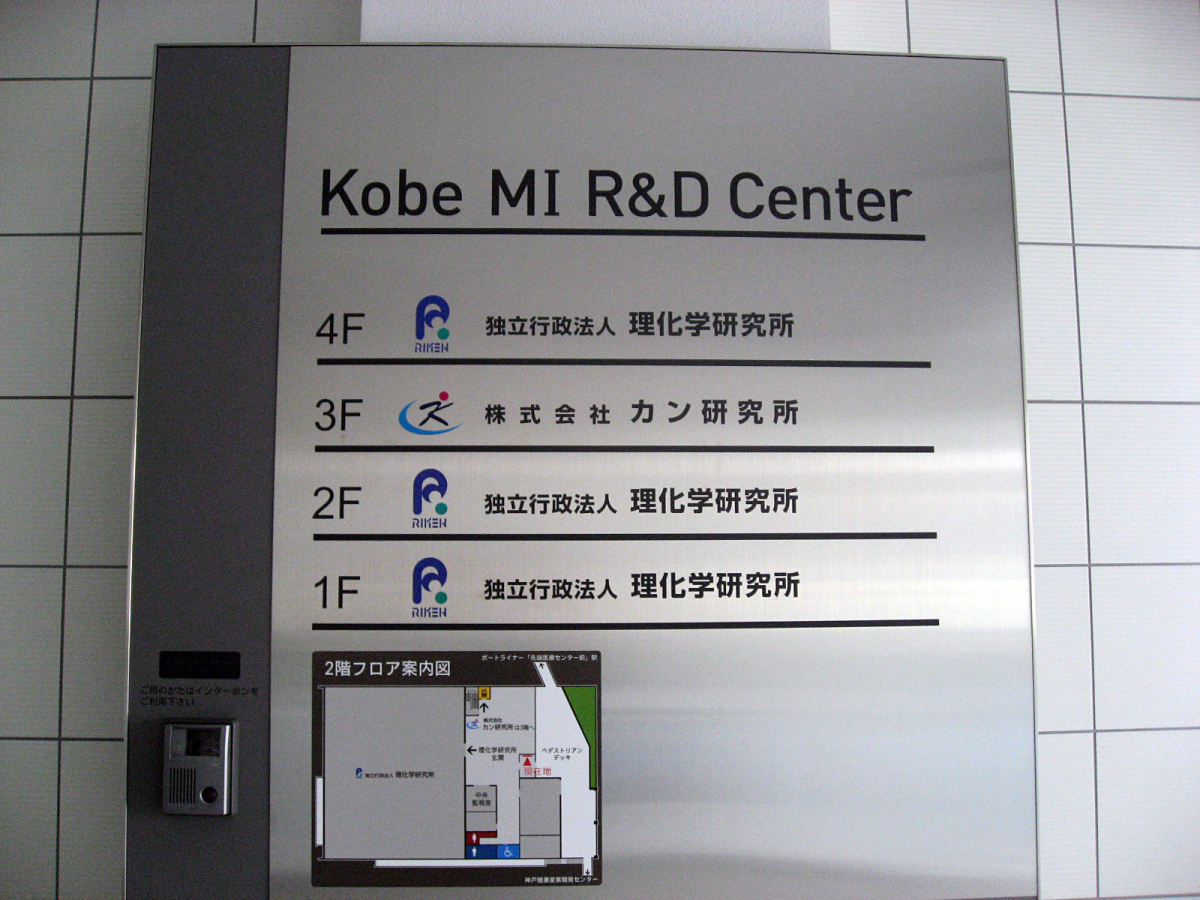 Kobe MI R&D Center
4F RIKEN 独立行政法人 理化学研究所
3F 株式会社 カン研究所
2F RIKEN 独立行政法人 理化学研究所
1F RIKEN 独立行政法人 理化学研究所
ご用のかたはインターホンを
ご利用下さい
2階フロア案内図
ポートライナー「先端医療センター前」駅
株式会社
カン研究所は3階へ
理化学研究所
玄関
ペデストリアン
デッキ
現在地
独立行政法人 理化学研究所
中央
監視室
神戸健康産業開発センター